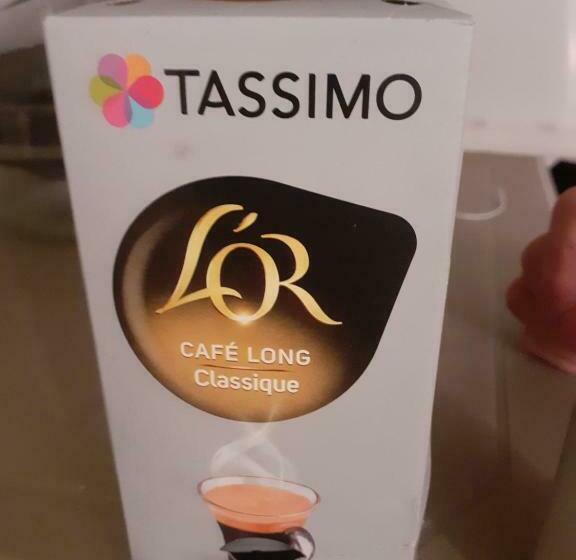 TASSIMO
L'OR
CAFÉ LONG
Classique